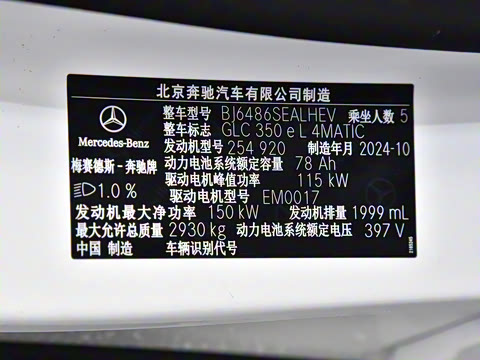 北京奔驰汽车有限公司制造
整车型号 BJ6486SEALHEV 乘坐人数 5
整车标志 GLC 350 e L 4MATIC
Mercedes-Benz 发动机型号 254 920 制造年月 2024-10
梅赛德斯-奔驰牌 动力电池系统额定容量 78 Ah
1.0 % 驱动电机峰值功率 115 kW
驱动电机型号 EM0017
发动机最大净功率 150 kW 发动机排量 1999 mL
最大允许总质量 2930 kg 动力电池系统额定电压 397 V
中国 制造 车辆识别代号